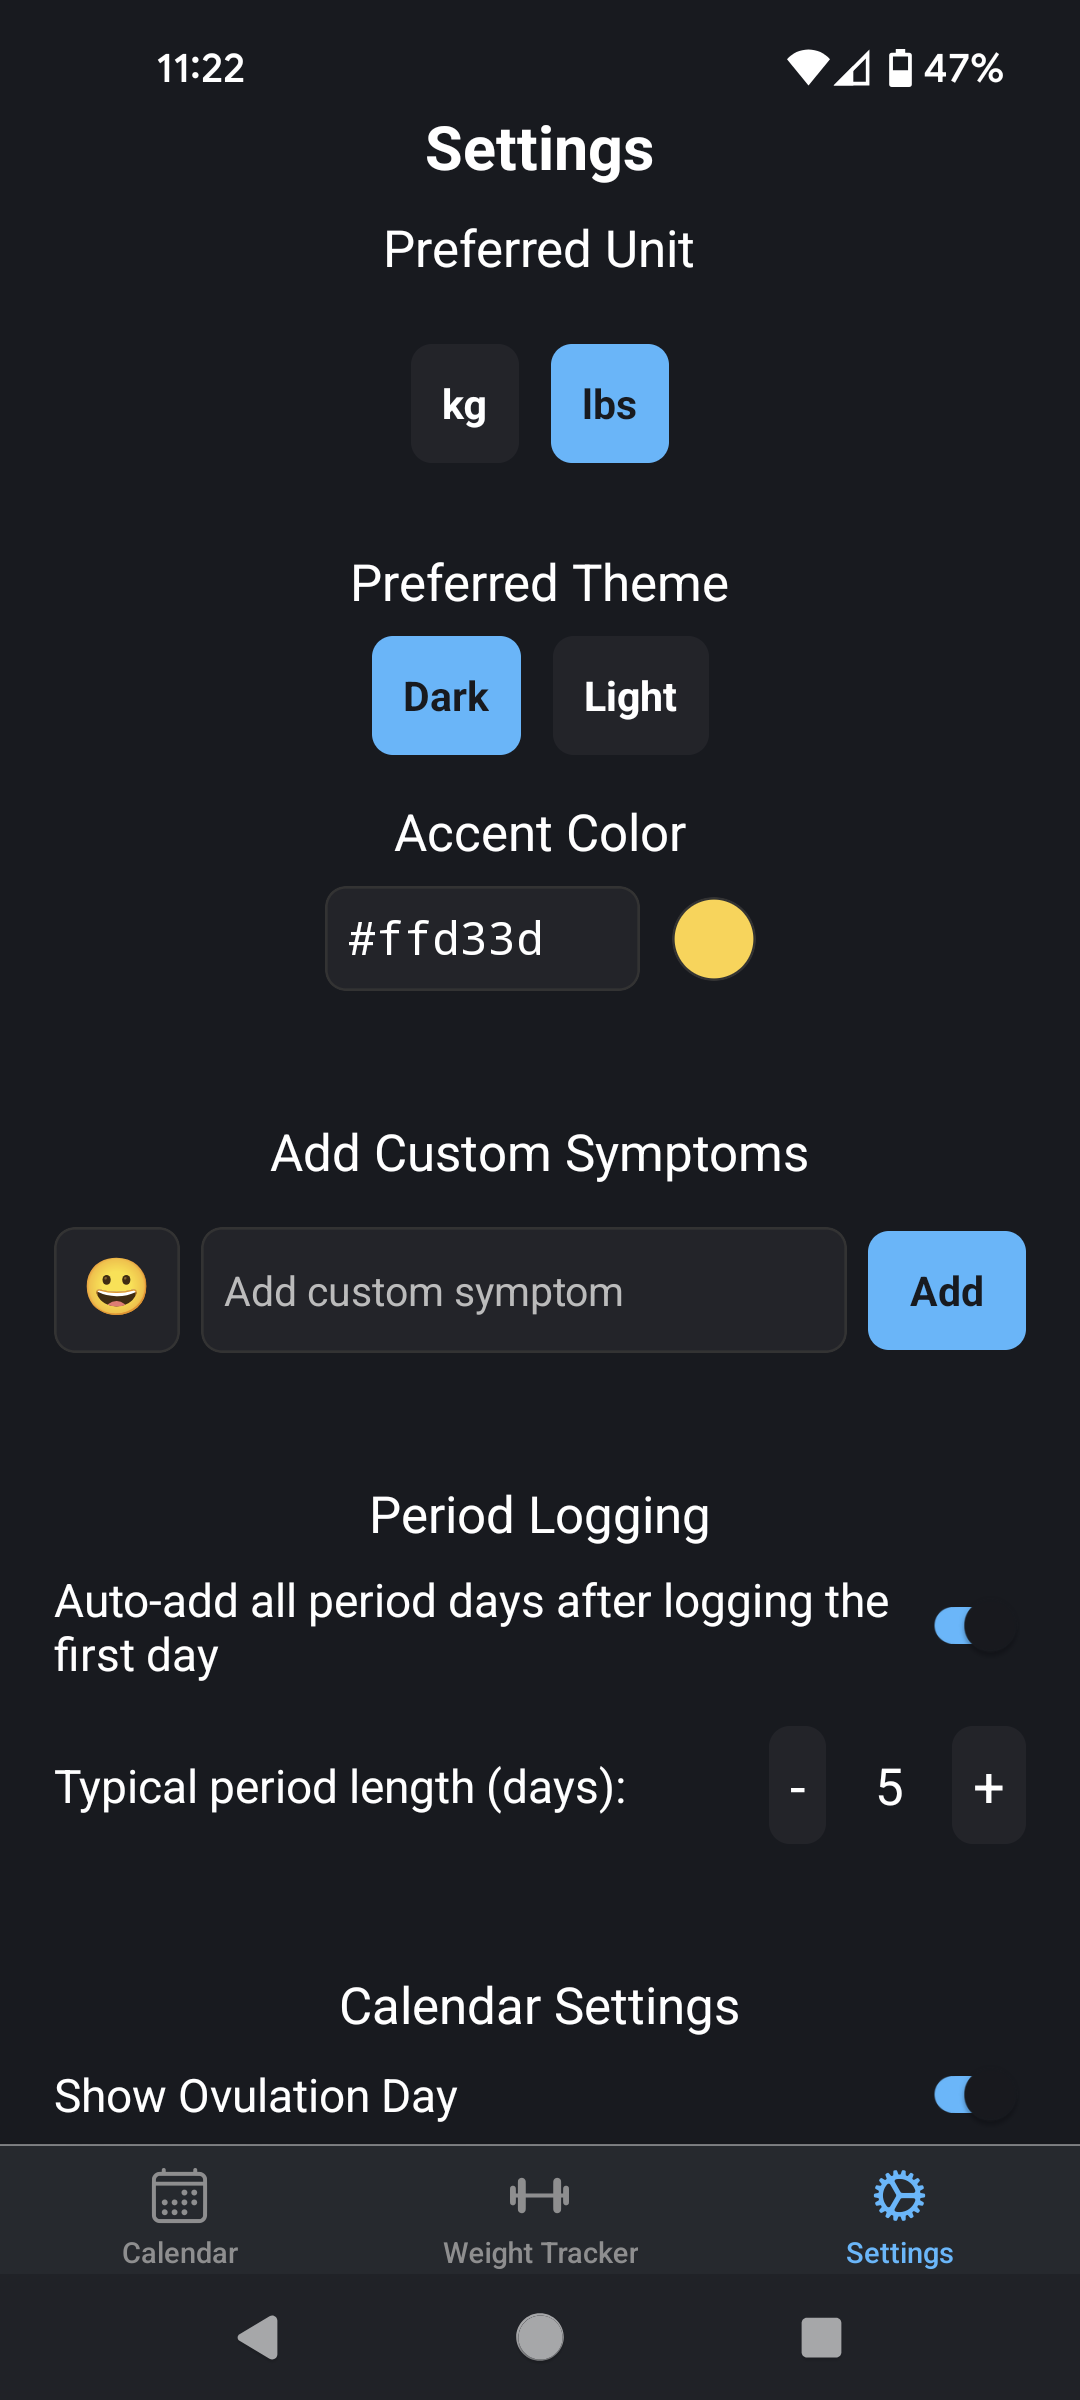 11:22
47%
Settings
Preferred Unit
kg
lbs
Preferred Theme
Dark
Light
Accent Color
#ffd33d
Add Custom Symptoms
Add custom symptom
Add
Period Logging
Auto-add all period days after logging the
first day
Typical period length (days):
-
5
+
Calendar Settings
Show Ovulation Day
Calendar
Weight Tracker
Settings